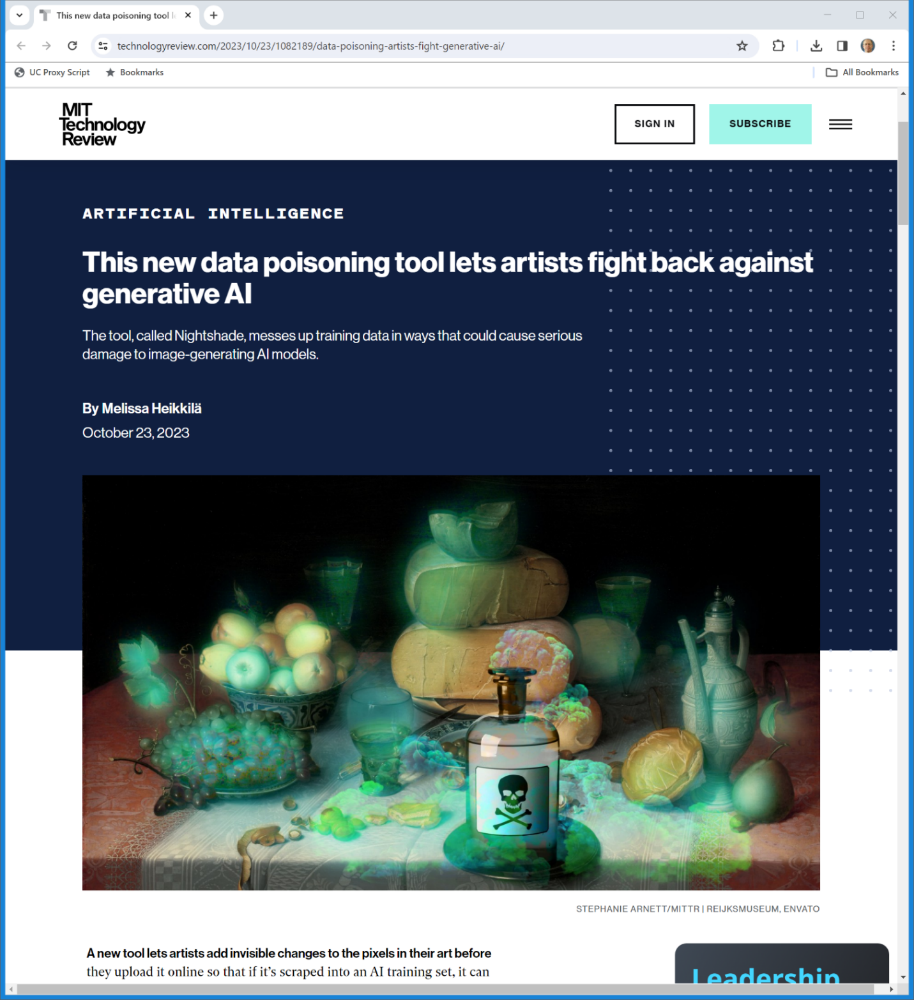 This new data poisoning tool l
technologyreview.com/2023/10/23/1082189/data-poisoning-artists-fight-generative-ai/
UC Proxy Script
Bookmarks
All Bookmarks
MIT
Technology
Review
SIGN IN
SUBSCRIBE
ARTIFICIAL INTELLIGENCE
This new data poisoning tool lets artists fight back against
generative AI
The tool, called Nightshade, messes up training data in ways that could cause serious
damage to image-generating AI models.
By Melissa Heikkilä
October 23, 2023
STEPHANIE ARNETT/MITTR | REIJKSMUSEUM, ENVATO
A new tool lets artists add invisible changes to the pixels in their art before
they upload it online so that if it’s scraped into an AI training set, it can
Leadership